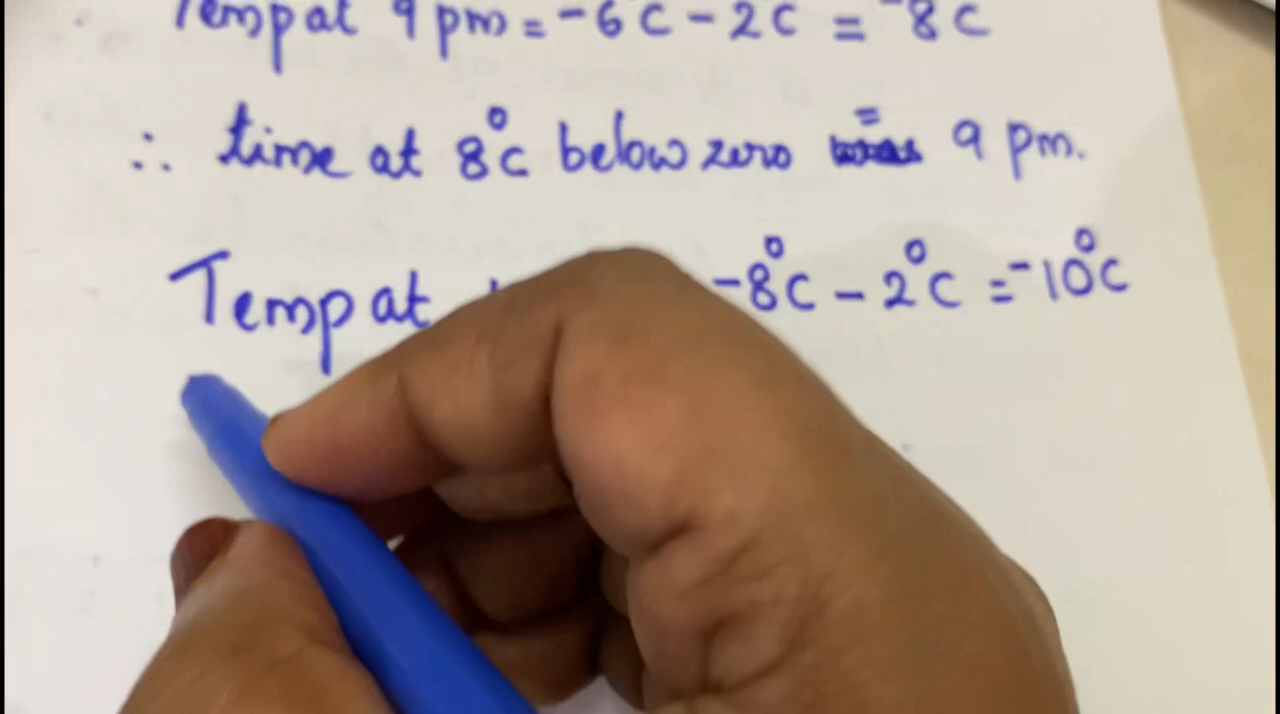 Temp at 9 pm = -6°C - 2°C = -8°C
∴ time at 8°C below zero = 9 pm.
Temp at -8°C - 2°C = -10°C